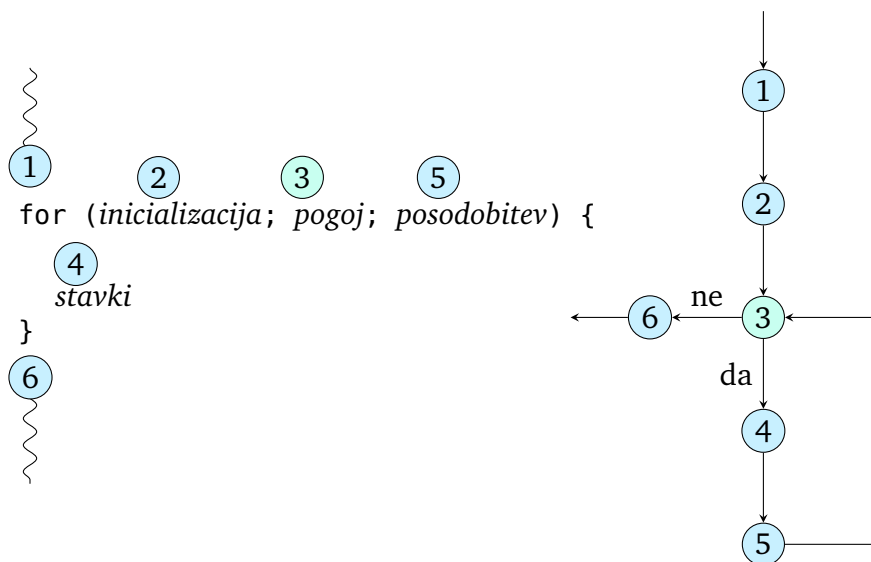 1
2 3 5
for (inicializacija; pogoj; posodobitev) {
4
stavki
}
6
1
2
6 ne 3
da
4
5